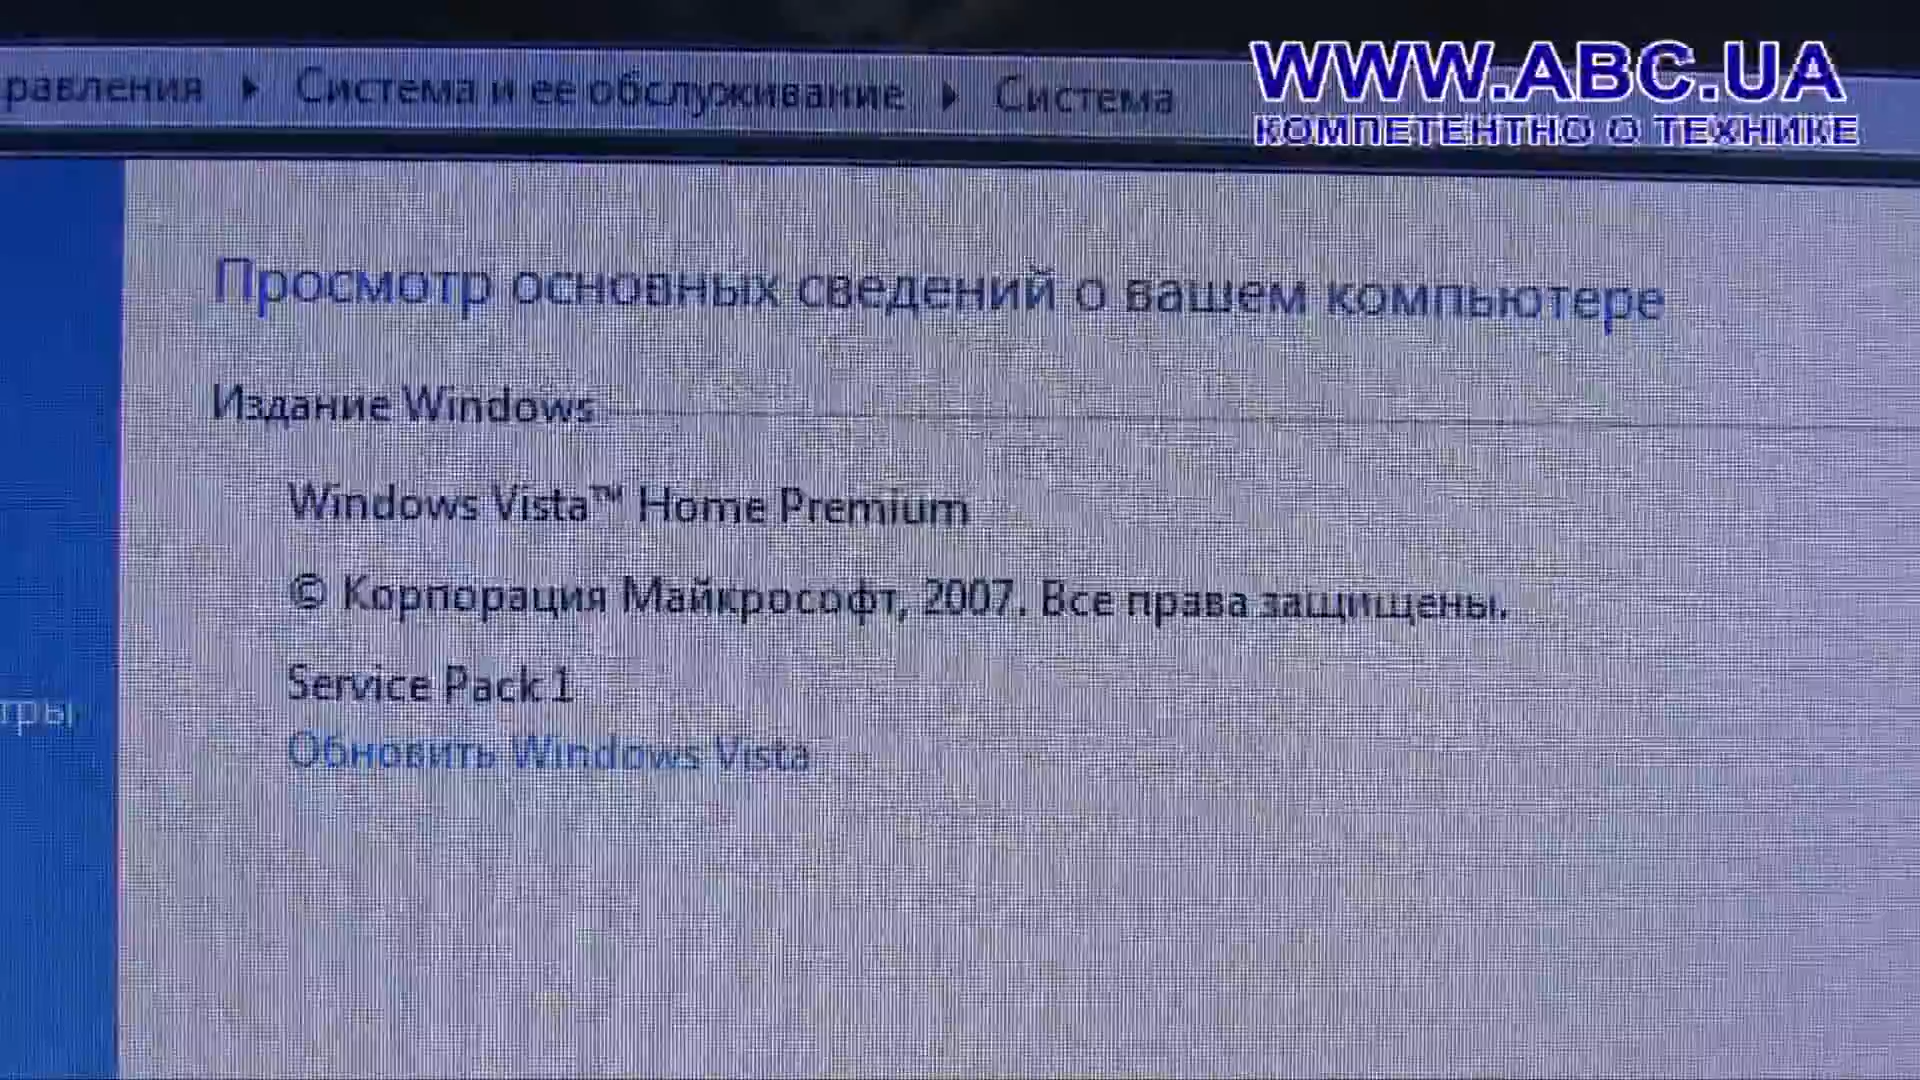 WWW.ABC.UA
КОМПЕТЕНТНО О ТЕХНИКЕ
равления ▸ Система и ее обслуживание ▸ Система
Просмотр основных сведений о вашем компьютере
Издание Windows
Windows Vista™ Home Premium
© Корпорация Майкрософт, 2007. Все права защищены.
Service Pack 1
тры
Обновить Windows Vista